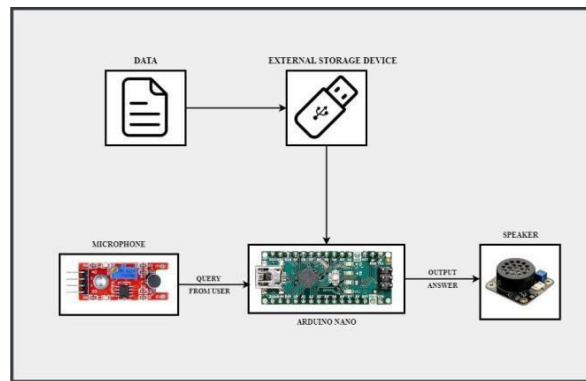 DATA
EXTERNAL STORAGE DEVICE
MICROPHONE
QUERY
FROM USER
ARDUINO NANO
OUTPUT
ANSWER
SPEAKER